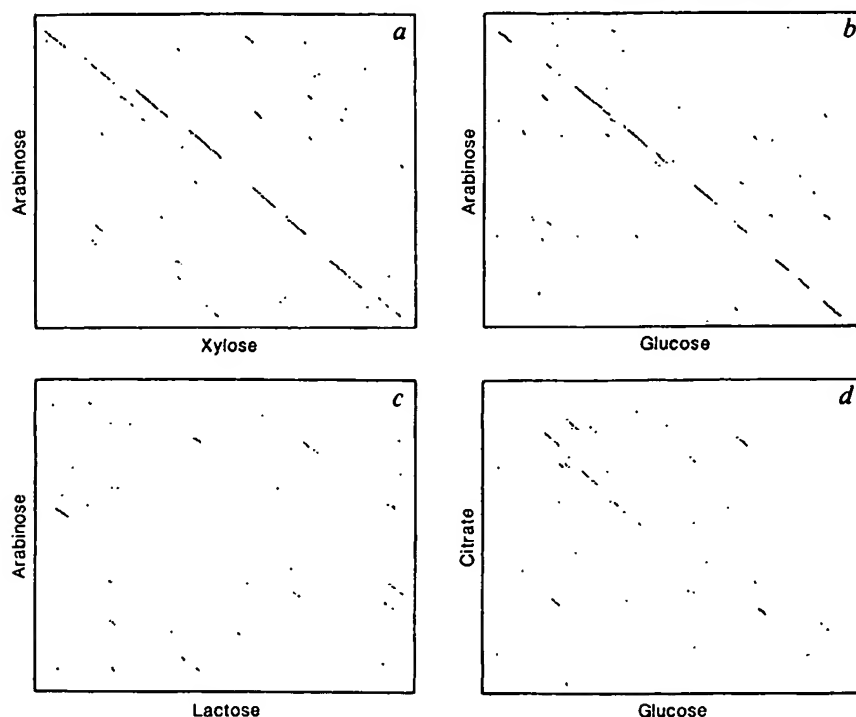 a
b
Arabinose
Xylose
Arabinose
Glucose
c
d
Arabinose
Lactose
Citrate
Glucose